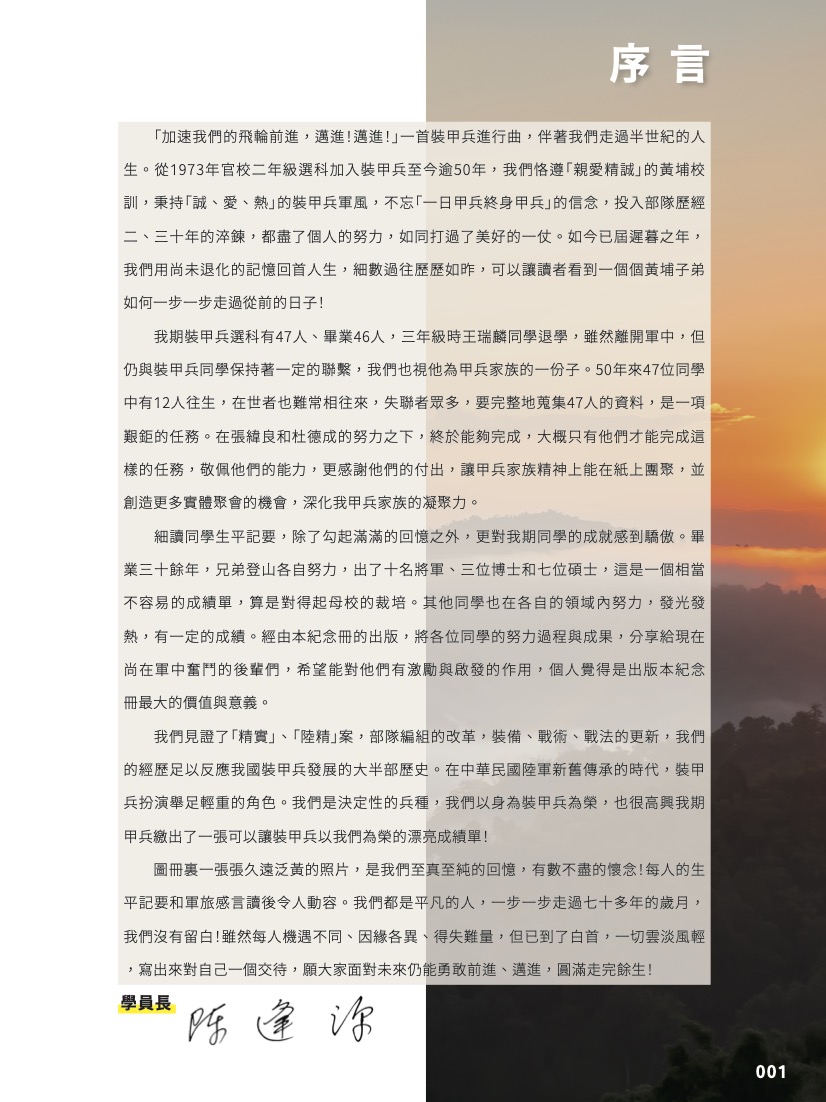 序言
「加速我們的飛輪前進，邁進！邁進！」一首裝甲兵進行曲，伴著我們走過半世紀的人
生。從1973年官校二年級選科加入裝甲兵至今逾50年，我們恪遵「親愛精誠」的黃埔校
訓，秉持「誠、愛、熱」的裝甲兵軍風，不忘「一日甲兵終身甲兵」的信念，投入部隊歷經
二、三十年的淬鍊，都盡了個人的努力，如同打過了美好的一仗。如今已屆遲暮之年，
我們用尚未退化的記憶回首人生，細數過往歷歷如昨，可以讓讀者看到一個個黃埔子弟
如何一步一步走過從前的日子！
我期裝甲兵選科有47人、畢業46人，三年級時王瑞麟同學退學，雖然離開軍中，但
仍與裝甲兵同學保持著一定的聯繫，我們也視他為甲兵家族的一份子。50年來47位同學
中有12人往生，在世者也難常相往來，失聯者眾多，要完整地蒐集47人的資料，是一項
艱鉅的任務。在張緯良和杜德成的努力之下，終於能夠完成，大概只有他們才能完成這
樣的任務，敬佩他們的能力，更感謝他們的付出，讓甲兵家族精神上能在紙上團聚，並
創造更多實體聚會的機會，深化我甲兵家族的凝聚力。
細讀同學生平記要，除了勾起滿滿的回憶之外，更對我期同學的成就感到驕傲。畢
業三十餘年，兄弟登山各自努力，出了十名將軍、三位博士和七位碩士，這是一個相當
不容易的成績單，算是對得起母校的栽培。其他同學也在各自的領域內努力，發光發
熱，有一定的成績。經由本紀念冊的出版，將各位同學的努力過程與成果，分享給現在
尚在軍中奮鬥的後輩們，希望能對他們有激勵與啟發的作用，個人覺得是出版本紀念
冊最大的價值與意義。
我們見證了「精實」、「陸精」案，部隊編組的改革，裝備、戰術、戰法的更新，我們
的經歷足以反應我國裝甲兵發展的大半部歷史。在中華民國陸軍新舊傳承的時代，裝甲
兵扮演舉足輕重的角色。我們是決定性的兵種，我們以身為裝甲兵為榮，也很高興我期
甲兵繳出了一張可以讓裝甲兵以我們為榮的漂亮成績單！
圖冊裏一張張久遠泛黃的照片，是我們至真至純的回憶，有數不盡的懷念！每人的生
平記要和軍旅感言讀後令人動容。我們都是平凡的人，一步一步走過七十多年的歲月，
我們沒有留白！雖然每人機遇不同、因緣各異、得失難量，但已到了白首，一切雲淡風輕
，寫出來對自己一個交待，願大家面對未來仍能勇敢前進、邁進，圓滿走完餘生！
學員長 陳逢源
001